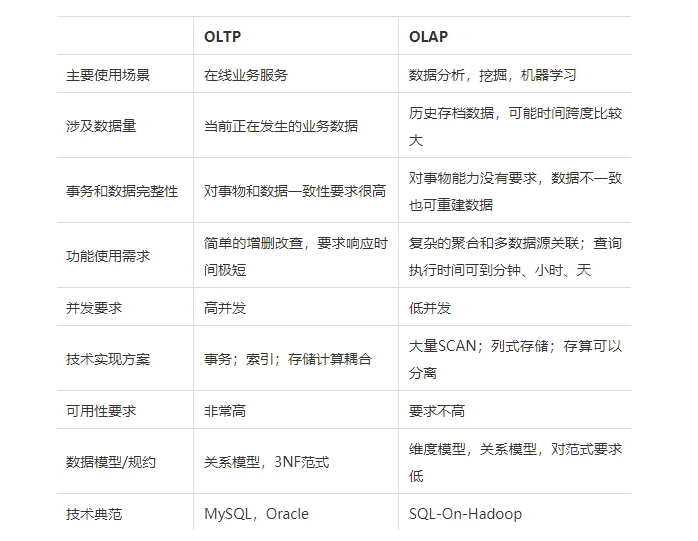 OLTP OLAP
主要使用场景 在线业务服务 数据分析，挖掘，机器学习
涉及数据量 当前正在发生的业务数据 历史存档数据，可能时间跨度比较
大
事务和数据完整性 对事物和数据一致性要求很高 对事物能力没有要求，数据不一致
也可重建数据
功能使用需求 简单的增删改查，要求响应时
间极短 复杂的聚合和多数据源关联；查询
执行时间可到分钟、小时、天
并发要求 高并发 低并发
技术实现方案 事务；索引；存储计算耦合 大量SCAN；列式存储；存算可以
分离
可用性要求 非常高 要求不高
数据模型/规约 关系模型，3NF范式 维度模型，关系模型，对范式要求
低
技术典范 MySQL，Oracle SQL-On-Hadoop